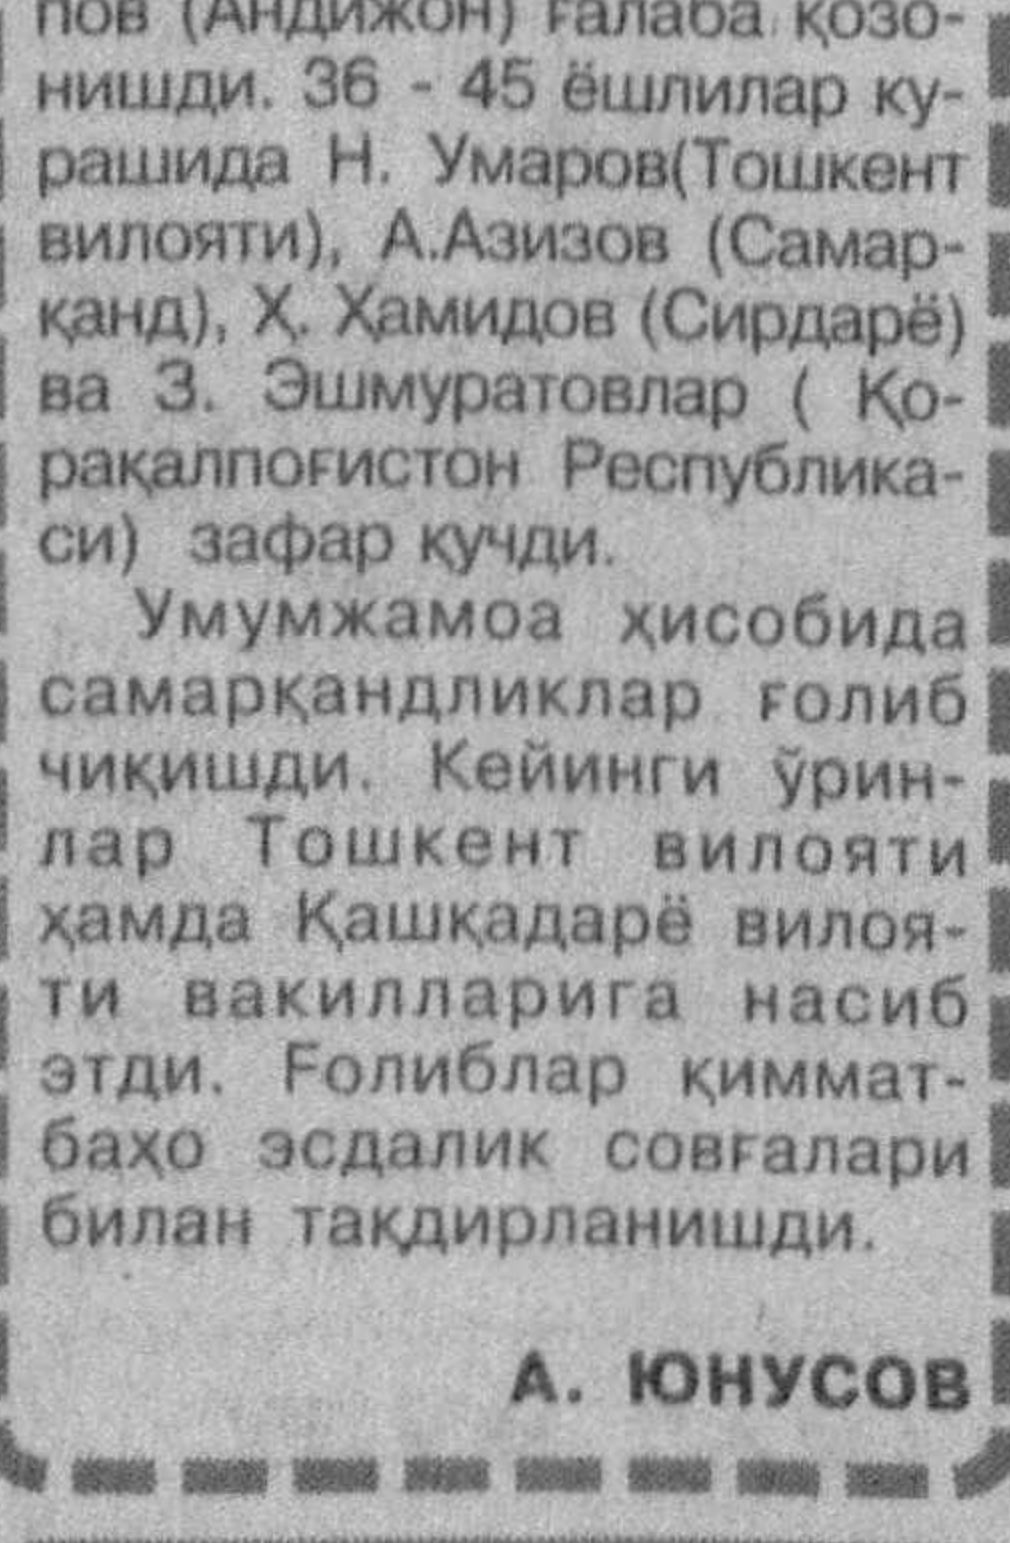 пов (Андижон) ғалаба қозо-
нишди. 36 - 45 ёшлилар ку-
рашида Н. Умаров(Тошкент
вилояти), А.Азизов (Самар-
қанд), Ҳ. Ҳамидов (Сирдарё)
ва З. Эшмуратовлар ( Қо-
рақалпоғистон Республика-
си) зафар қучди.
Умумжамоа ҳисобида
самарқандликлар ғолиб
чиқишди. Кейинги ўрин-
лар Тошкент вилояти
ҳамда Қашқадарё вилоя-
ти вакилларига насиб
этди. Ғолиблар қиммат-
баҳо эсдалик совғалари
билан тақдирланишди.
А. ЮНУСОВ